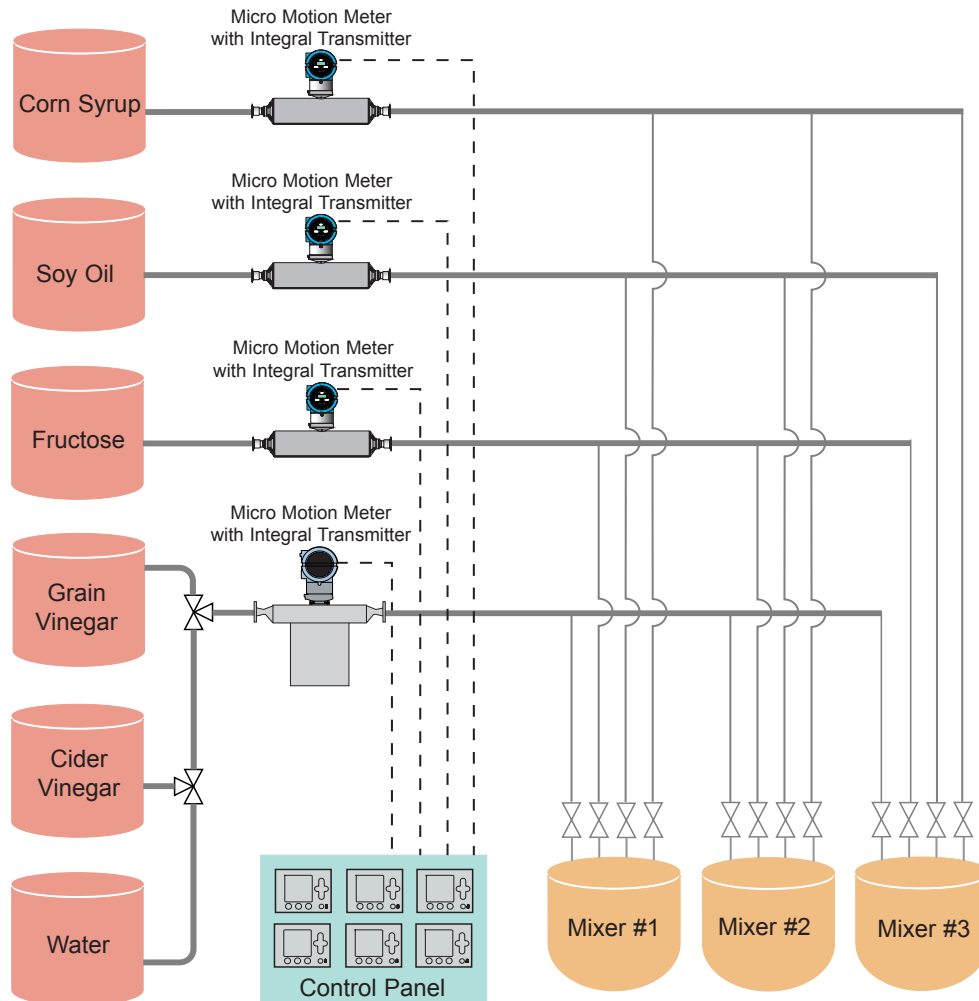 Micro Motion Meter
with Integral Transmitter
Corn Syrup
Micro Motion Meter
with Integral Transmitter
Soy Oil
Micro Motion Meter
with Integral Transmitter
Fructose
Micro Motion Meter
with Integral Transmitter
Grain
Vinegar
Cider
Vinegar
Water
Control Panel
Mixer #1
Mixer #2
Mixer #3